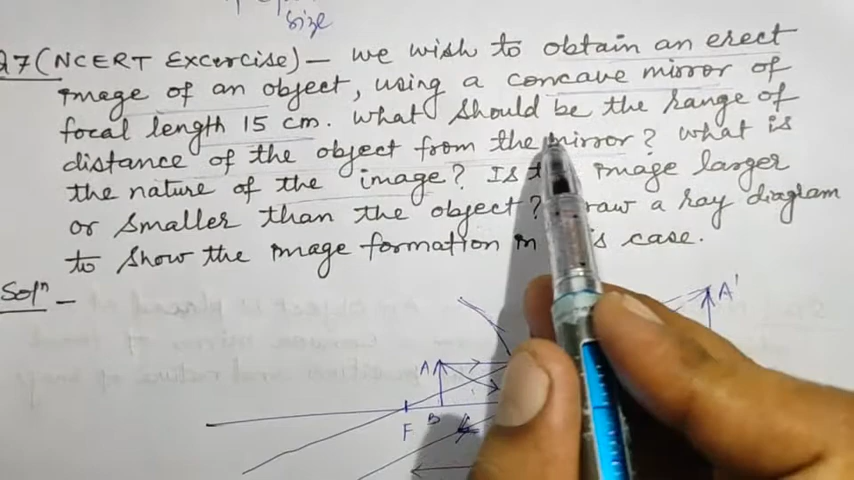 size
27 (NCERT Excercise) - we wish to obtain an erect
image of an object, using a concave mirror of
focal length 15 cm. What should be the range of
distance of the object from the mirror? What is
the nature of the image? Is image larger
or smaller than the object? raw a ray diagram
to show the image formation in s case.
Solⁿ -
A'
A
F
B